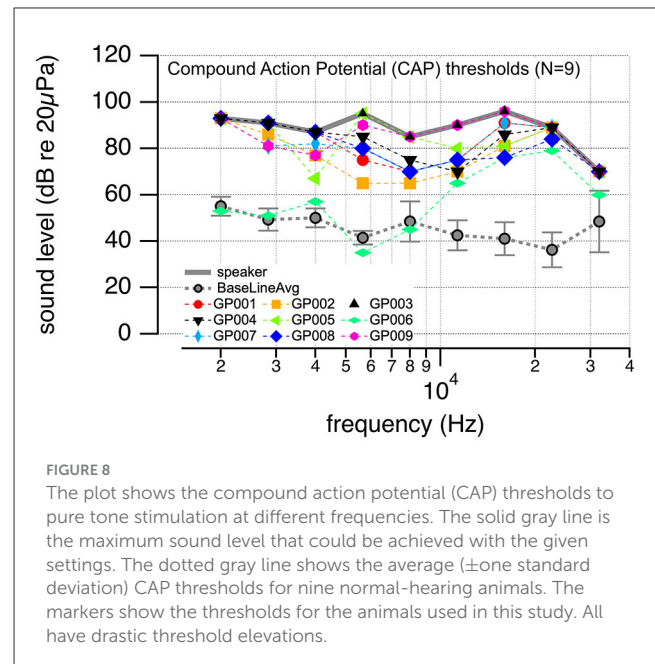 Compound Action Potential (CAP) thresholds (N=9)
120
100
80
60
40
20
0
sound level (dB re 20µPa)
speaker
BaseLineAvg
GP001 GP002 GP003
GP004 GP005 GP006
GP007 GP008 GP009
2 3 4 5 6 7 8 9 2 3 4
10⁴
frequency (Hz)
FIGURE 8
The plot shows the compound action potential (CAP) thresholds to
pure tone stimulation at different frequencies. The solid gray line is
the maximum sound level that could be achieved with the given
settings. The dotted gray line shows the average (±one standard
deviation) CAP thresholds for nine normal-hearing animals. The
markers show the thresholds for the animals used in this study. All
have drastic threshold elevations.